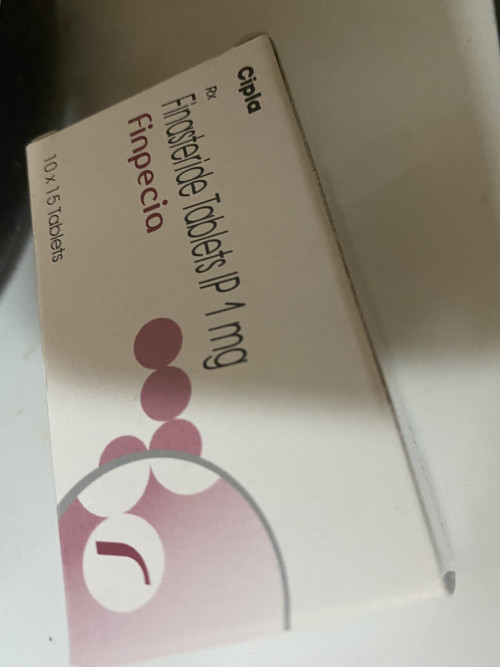 Cipla
Rx
Finasteride Tablets IP 1 mg
Finpecia
10 x 15 Tablets